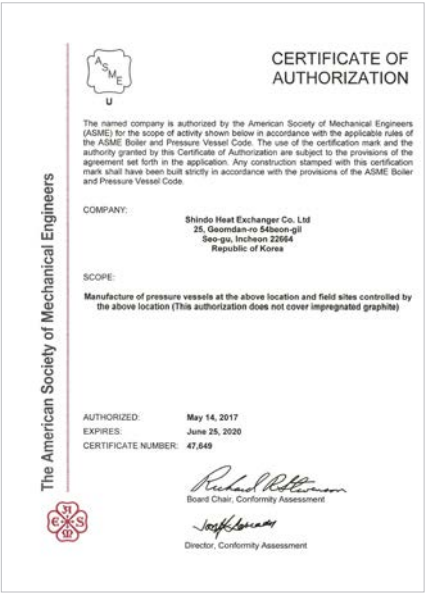 ASME
U
CERTIFICATE OF
AUTHORIZATION
The named company is authorized by the American Society of Mechanical Engineers
(ASME) for the scope of activity shown below in accordance with the applicable rules of
the ASME Boiler and Pressure Vessel Code. The use of the certification mark and the
authority granted by this Certificate of Authorization are subject to the provisions of the
agreement set forth in the application. Any construction stamped with this certification
mark shall have been built strictly in accordance with the provisions of the ASME Boiler
and Pressure Vessel Code.
COMPANY:
Shindo Heat Exchanger Co. Ltd
25, Geomdan-ro 54beon-gil
Seo-gu, Incheon 22664
Republic of Korea
SCOPE:
Manufacture of pressure vessels at the above location and field sites controlled by
the above location (This authorization does not cover impregnated graphite)
AUTHORIZED: May 14, 2017
EXPIRES: June 25, 2020
CERTIFICATE NUMBER: 47,649
Board Chair, Conformity Assessment
Director, Conformity Assessment
The American Society of Mechanical Engineers
ASME